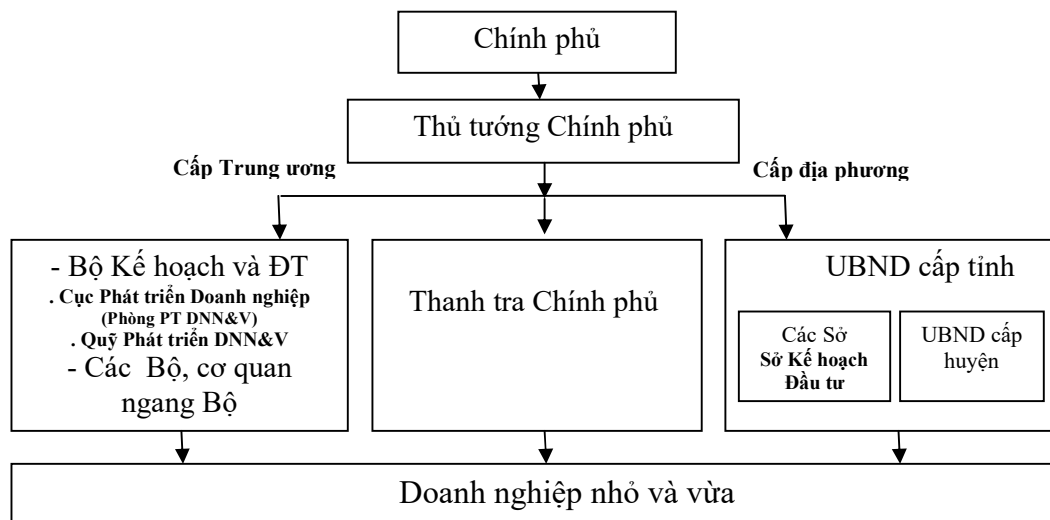 Chính phủ
Thủ tướng Chính phủ
Cấp Trung ương
Cấp địa phương
- Bộ Kế hoạch và ĐT
. Cục Phát triển Doanh nghiệp
(Phòng PT DNN&V)
. Quỹ Phát triển DNN&V
- Các Bộ, cơ quan
ngang Bộ
Thanh tra Chính phủ
UBND cấp tỉnh
Các Sở
Sở Kế hoạch
Đầu tư
UBND cấp
huyện
Doanh nghiệp nhỏ và vừa